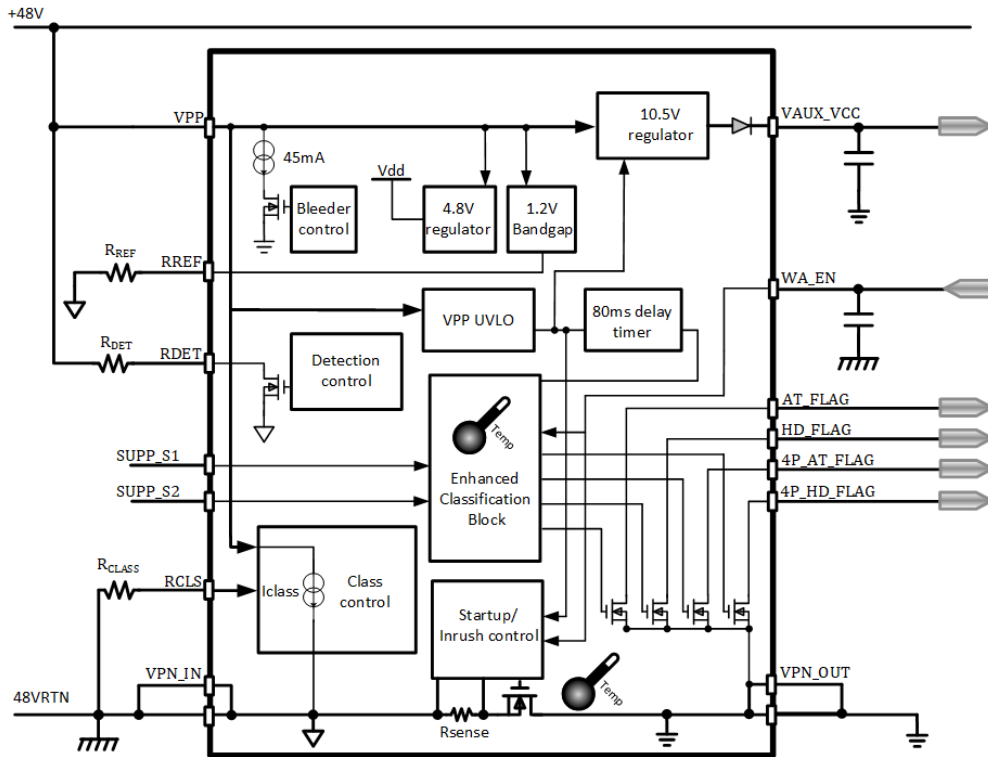 +48V
VPP
45mA
Bleeder
control
Vdd
4.8V
regulator
1.2V
Bandgap
10.5V
regulator
VAUX_VCC
RREF
RREF
VPP UVLO
80ms delay
timer
WA_EN
RDET
RDET
Detection
control
Temp
Enhanced
Classification
Block
AT_FLAG
HD_FLAG
4P_AT_FLAG
4P_HD_FLAG
SUPP_S1
SUPP_S2
RCLASS
RCLS
Iclass
Class
control
Startup/
Inrush control
Temp
VPN_IN
VPN_OUT
48VRTN
Rsense